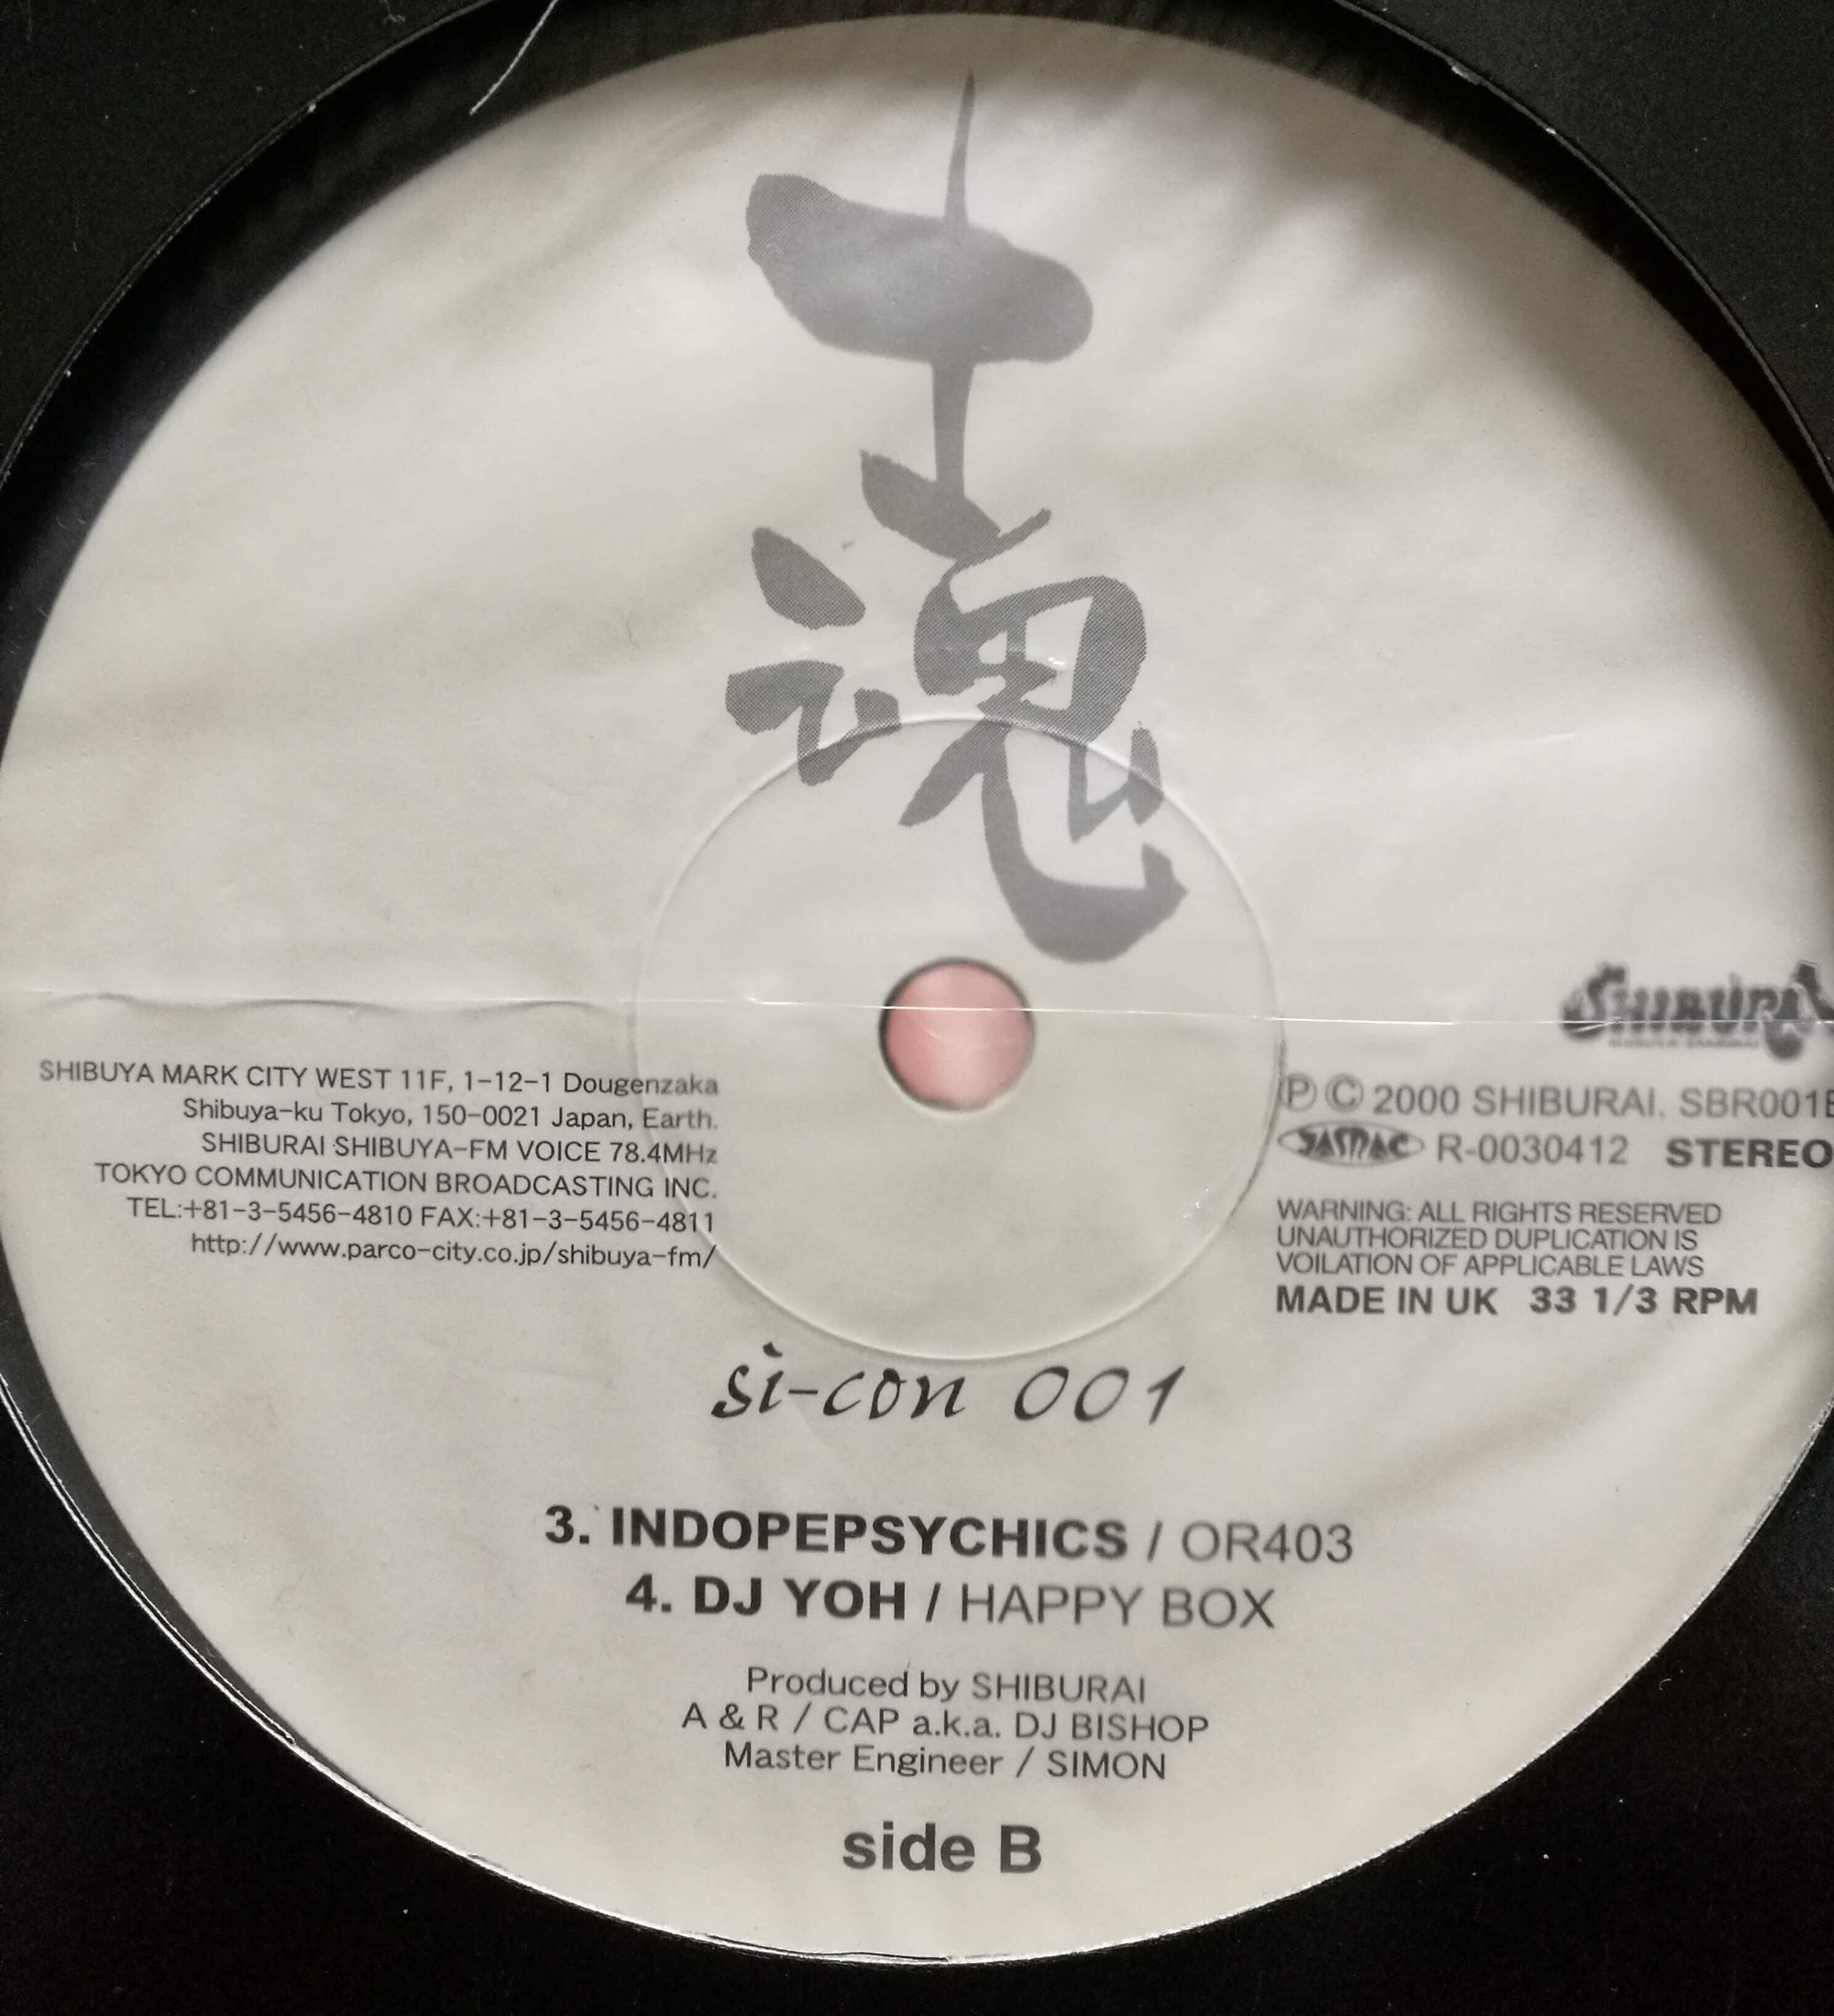 士魂
SHIBURAI
SHIBUYA MARK CITY WEST 11F, 1-12-1 Dougenzaka
Shibuya-ku Tokyo, 150-0021 Japan, Earth.
SHIBURAI SHIBUYA-FM VOICE 78.4MHz
TOKYO COMMUNICATION BROADCASTING INC.
TEL:+81-3-5456-4810 FAX:+81-3-5456-4811
http://www.parco-city.co.jp/shibuya-fm/
Ⓟ Ⓒ 2000 SHIBURAI. SBR001B
JASRAC R-0030412 STEREO
WARNING: ALL RIGHTS RESERVED
UNAUTHORIZED DUPLICATION IS
VOILATION OF APPLICABLE LAWS
MADE IN UK 33 1/3 RPM
si-con 001
3. INDOPEPSYCHICS / OR403
4. DJ YOH / HAPPY BOX
Produced by SHIBURAI
A & R / CAP a.k.a. DJ BISHOP
Master Engineer / SIMON
side B